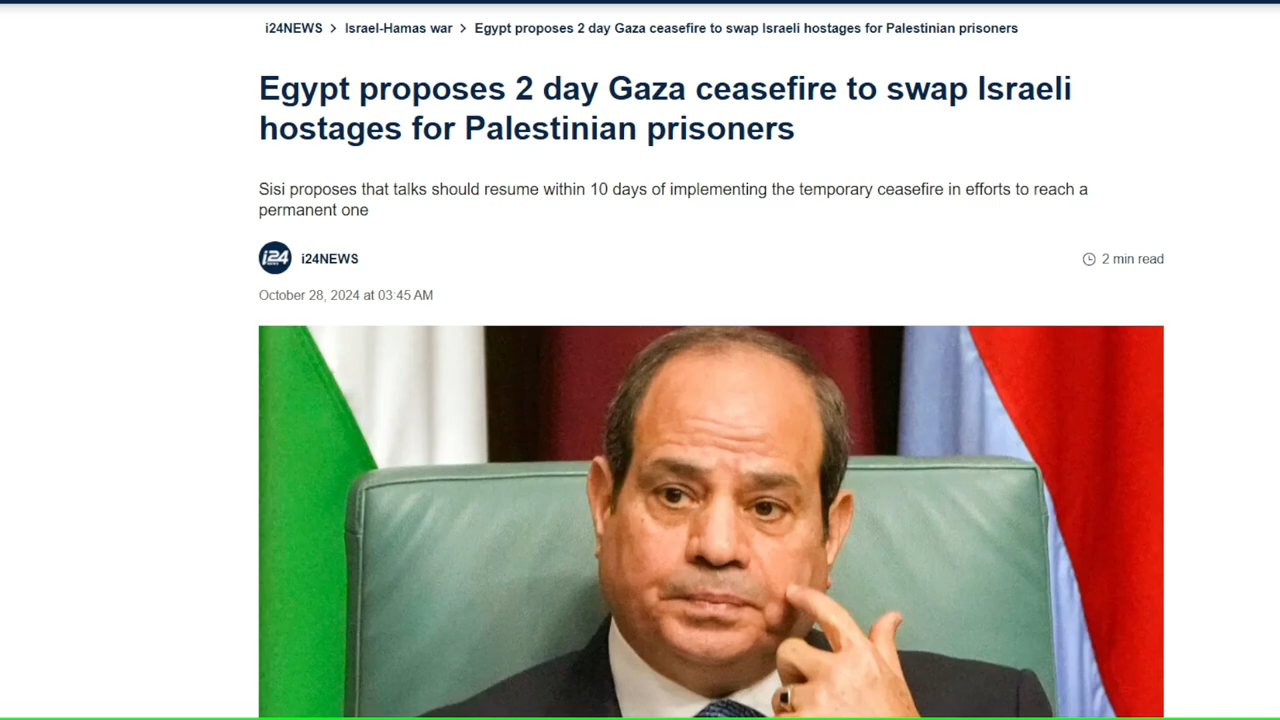 i24NEWS > Israel-Hamas war > Egypt proposes 2 day Gaza ceasefire to swap Israeli hostages for Palestinian prisoners
Egypt proposes 2 day Gaza ceasefire to swap Israeli
hostages for Palestinian prisoners
Sisi proposes that talks should resume within 10 days of implementing the temporary ceasefire in efforts to reach a
permanent one
i24 NEWS
i24NEWS
2 min read
October 28, 2024 at 03:45 AM